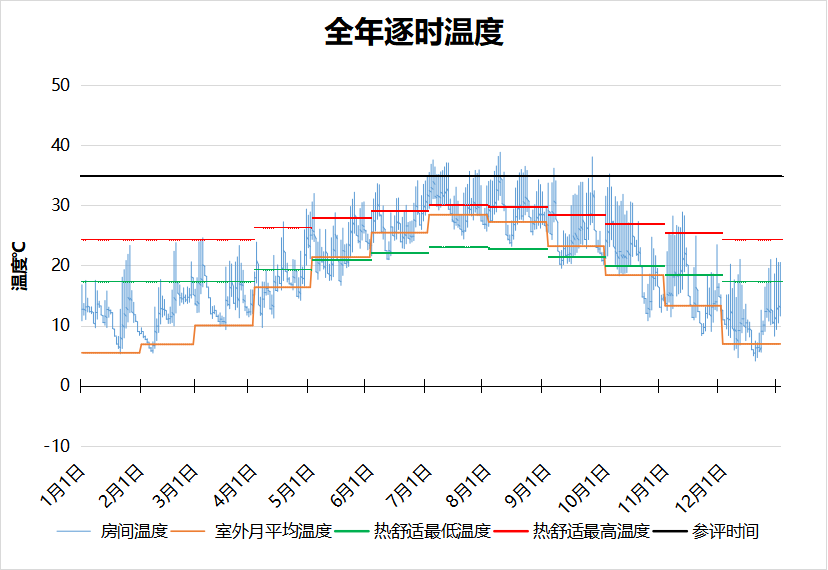 全年逐时温度
50
40
30
20
10
0
-10
温度℃
1月1日
2月1日
3月1日
4月1日
5月1日
6月1日
7月1日
8月1日
9月1日
10月1日
11月1日
12月1日
房间温度 室外月平均温度 热舒适最低温度 热舒适最高温度 参评时间